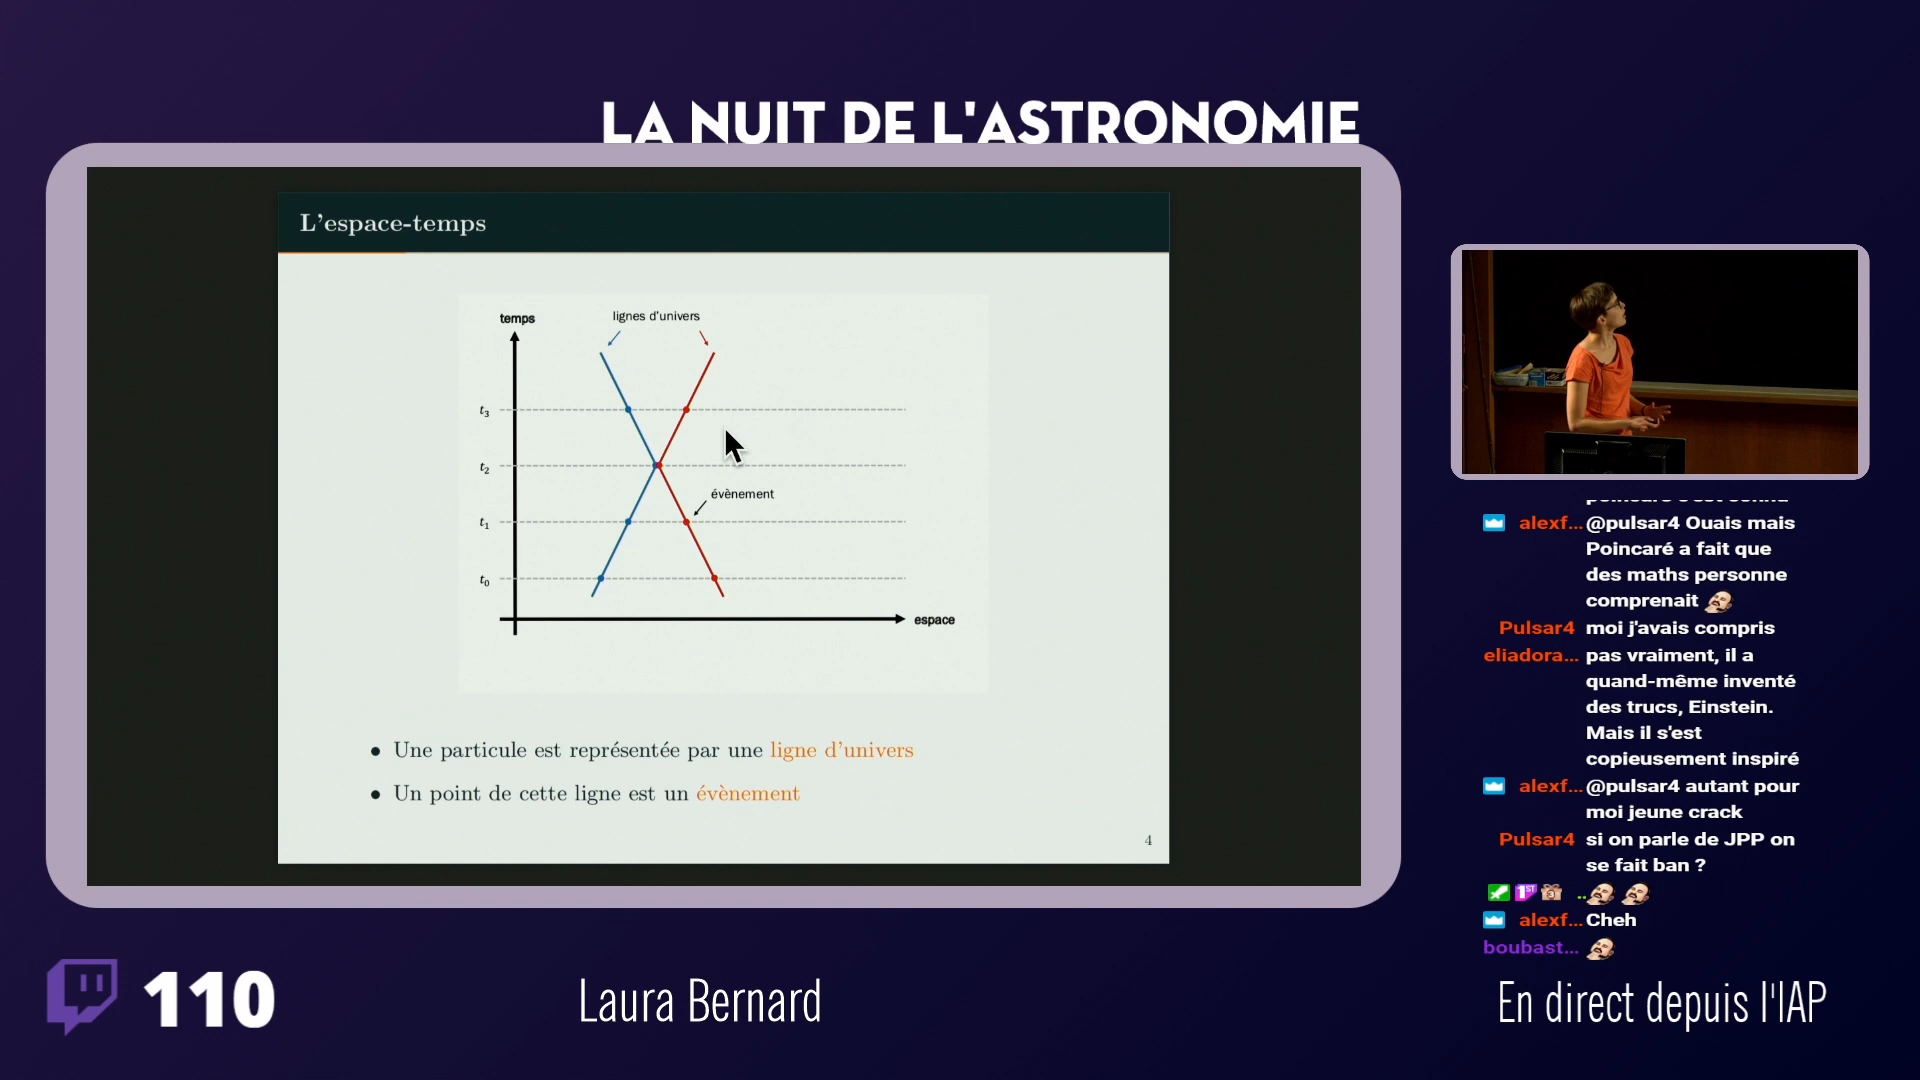 LA NUIT DE L'ASTRONOMIE
L'espace-temps
temps
lignes d'univers
t3
t2
évènement
t1
t0
espace
• Une particule est représentée par une ligne d'univers
• Un point de cette ligne est un évènement
4
alexf... @pulsar4 Ouais mais
Poincaré a fait que
des maths personne
comprenait
Pulsar4 moi j'avais compris
eliadora... pas vraiment, il a
quand-même inventé
des trucs, Einstein.
Mais il s'est
copieusement inspiré
alexf... @pulsar4 autant pour
moi jeune crack
Pulsar4 si on parle de JPP on
se fait ban ?
1ST 3 ..
alexf... Cheh
boubast...
110
Laura Bernard
En direct depuis l'IAP